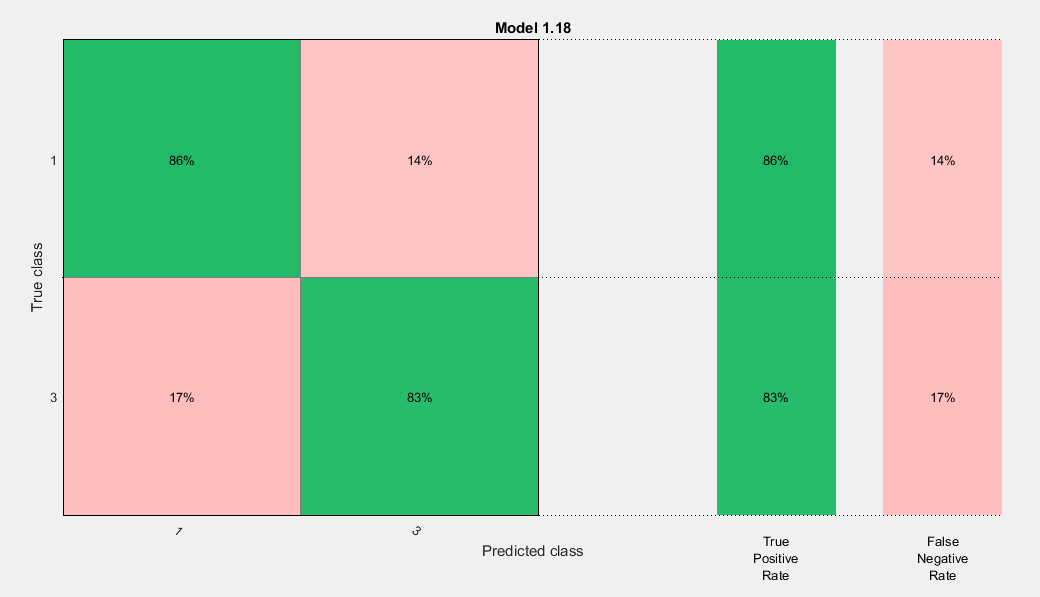 Model 1.18
1
86%
14%
86%
14%
True class
3
17%
83%
83%
17%
1
3
Predicted class
True
Positive
Rate
False
Negative
Rate